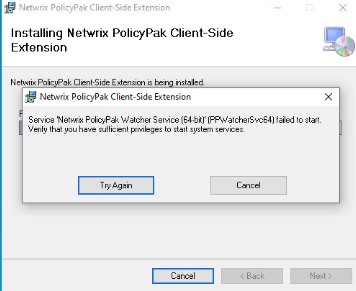 Netwrix PolicyPak Client-Side Extension
Installing Netwrix PolicyPak Client-Side
Extension
Netwrix PolicyPak Client-Side Extension is being installed.
Netwrix PolicyPak Client-Side Extension
Service 'Netwrix PolicyPak Watcher Service (64-bit)' (PPWatcherSvc64) failed to start.
Verify that you have sufficient privileges to start system services.
Try Again
Cancel
Cancel
< Back
Next >